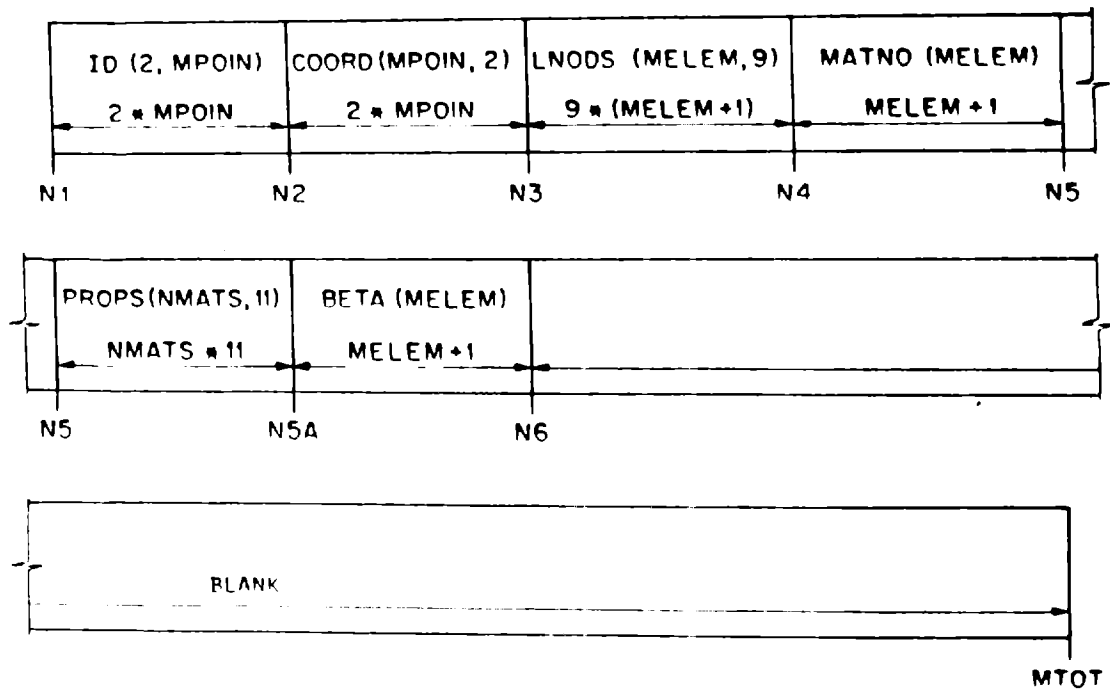 ID (2, MPOIN) COORD (MPOIN, 2) LNODS (MELEM, 9) MATNO (MELEM)
2 * MPOIN 2 * MPOIN 9 * (MELEM +1) MELEM +1
N1 N2 N3 N4 N5
PROPS (NMATS, 11) BETA (MELEM)
NMATS * 11 MELEM +1
N5 N5A N6
BLANK
MTOT